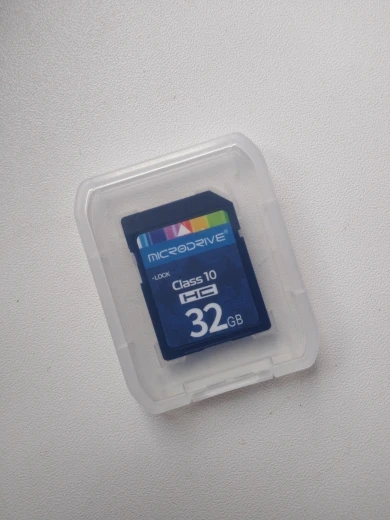 MICRODRIVE®
-LOCK
Class 10
HC
32GB